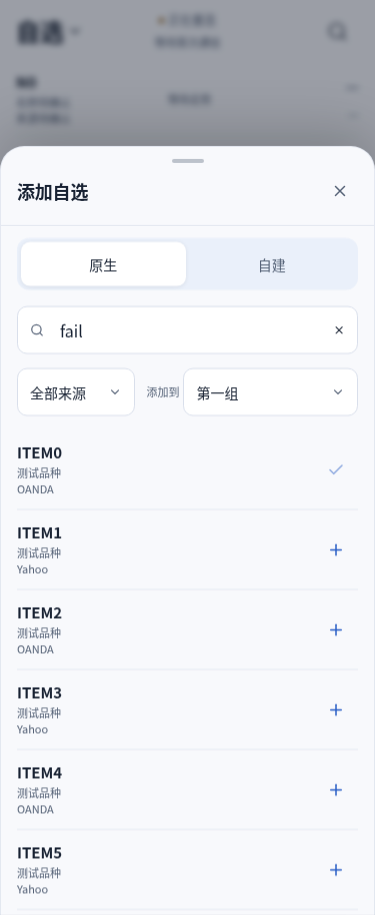 自选
添加自选
原生
自建
fail
全部来源
添加到
第一组
ITEM0
测试品种
OANDA
ITEM1
测试品种
Yahoo
ITEM2
测试品种
OANDA
ITEM3
测试品种
Yahoo
ITEM4
测试品种
OANDA
ITEM5
测试品种
Yahoo